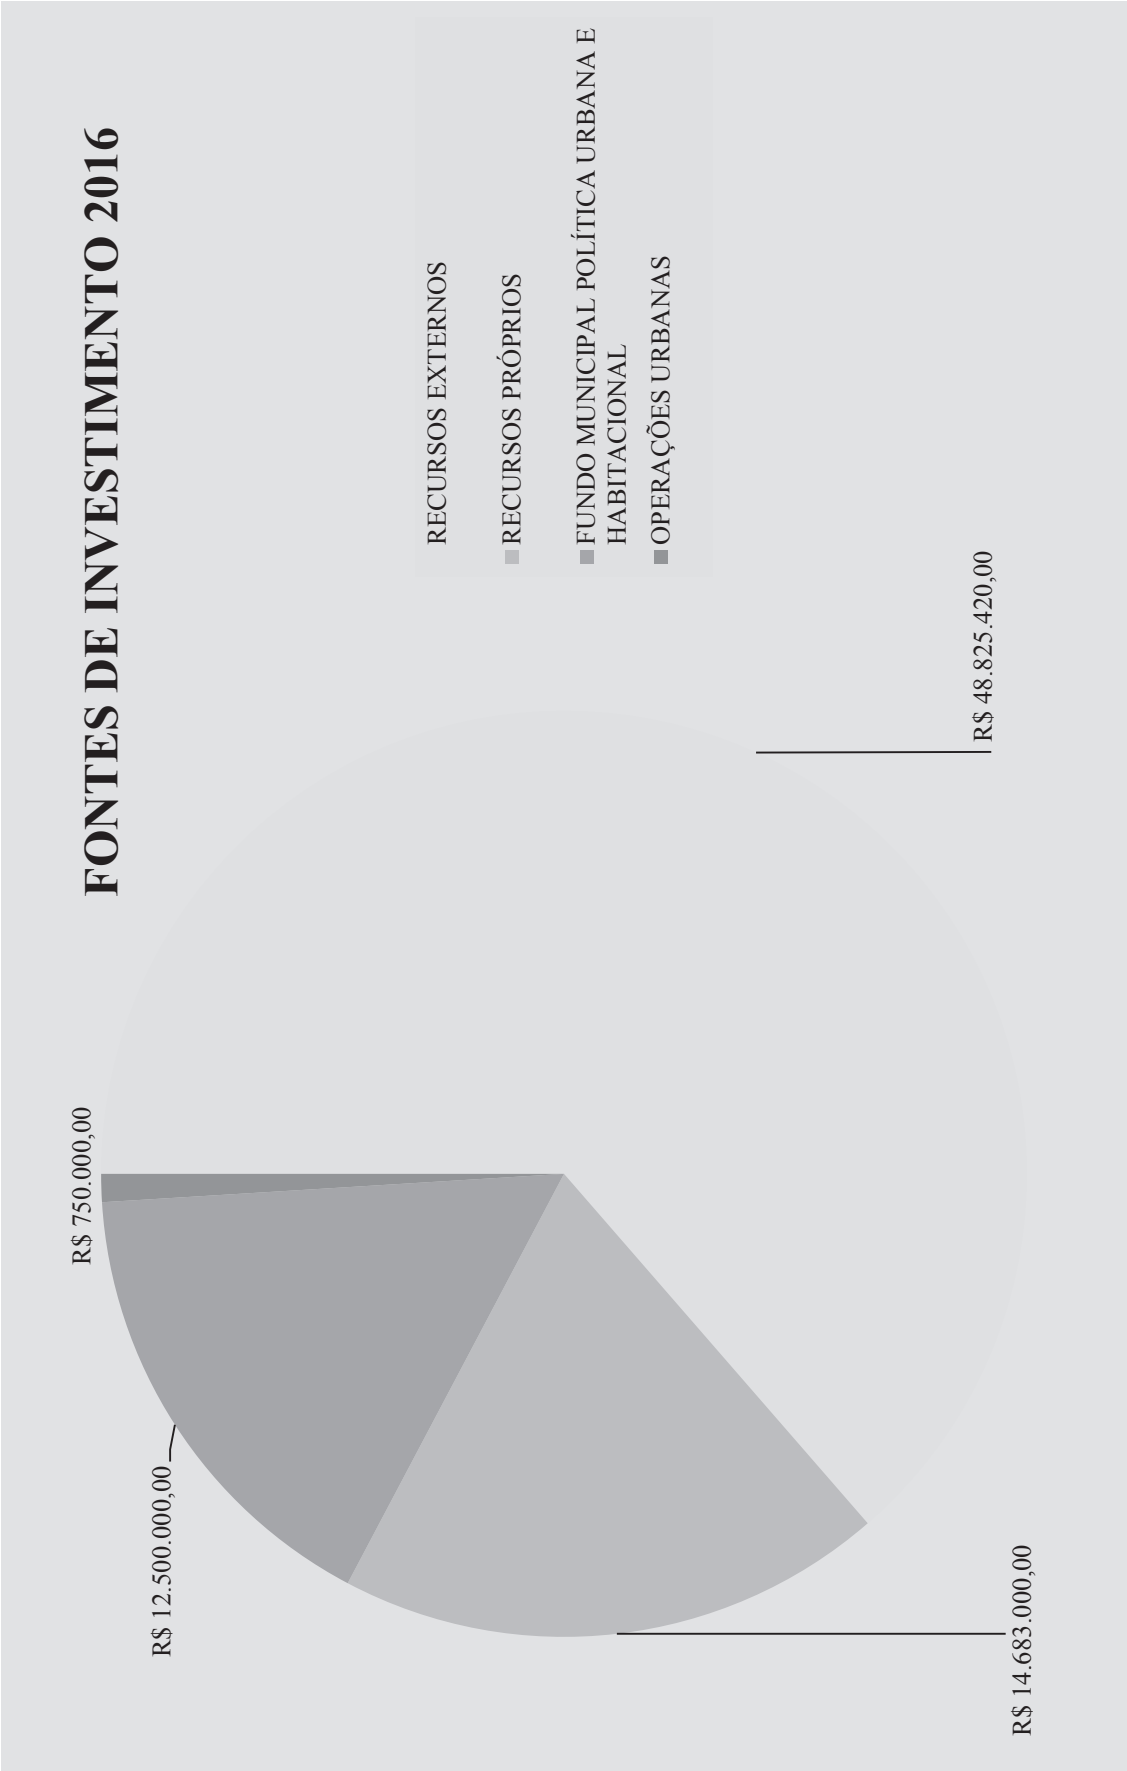 FONTES DE INVESTIMENTO 2016
R$ 750.000,00
R$ 12.500.000,00
RECURSOS EXTERNOS
RECURSOS PRÓPRIOS
FUNDO MUNICIPAL POLÍTICA URBANA E
HABITACIONAL
OPERAÇÕES URBANAS
R$ 48.825.420,00
R$ 14.683.000,00